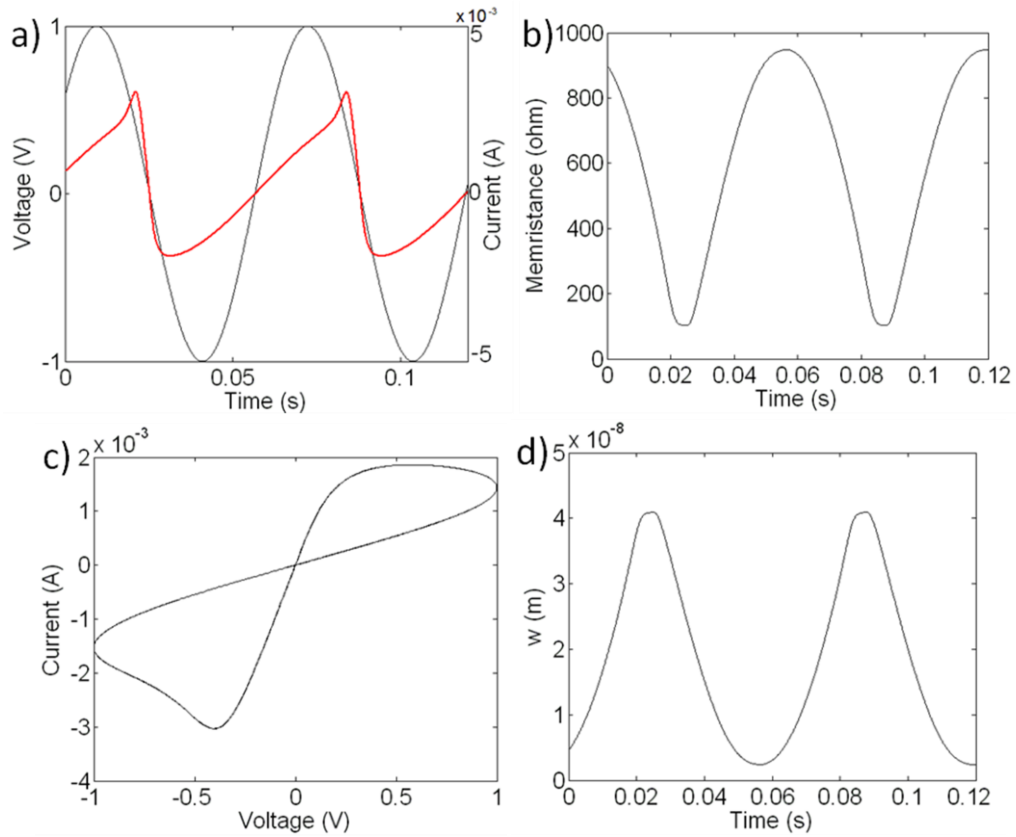 a)
x 10-3
1
0
-1
Voltage (V)
5
0
-5
Current (A)
0
0.05
0.1
Time (s)
b)
1000
800
600
400
200
0
Memristance (ohm)
0
0.02
0.04
0.06
0.08
0.1
0.12
Time (s)
c)
x 10-3
2
1
0
-1
-2
-3
-4
Current (A)
-1
-0.5
0
0.5
1
Voltage (V)
d)
x 10-8
5
4
3
2
1
0
w (m)
0
0.02
0.04
0.06
0.08
0.1
0.12
Time (s)